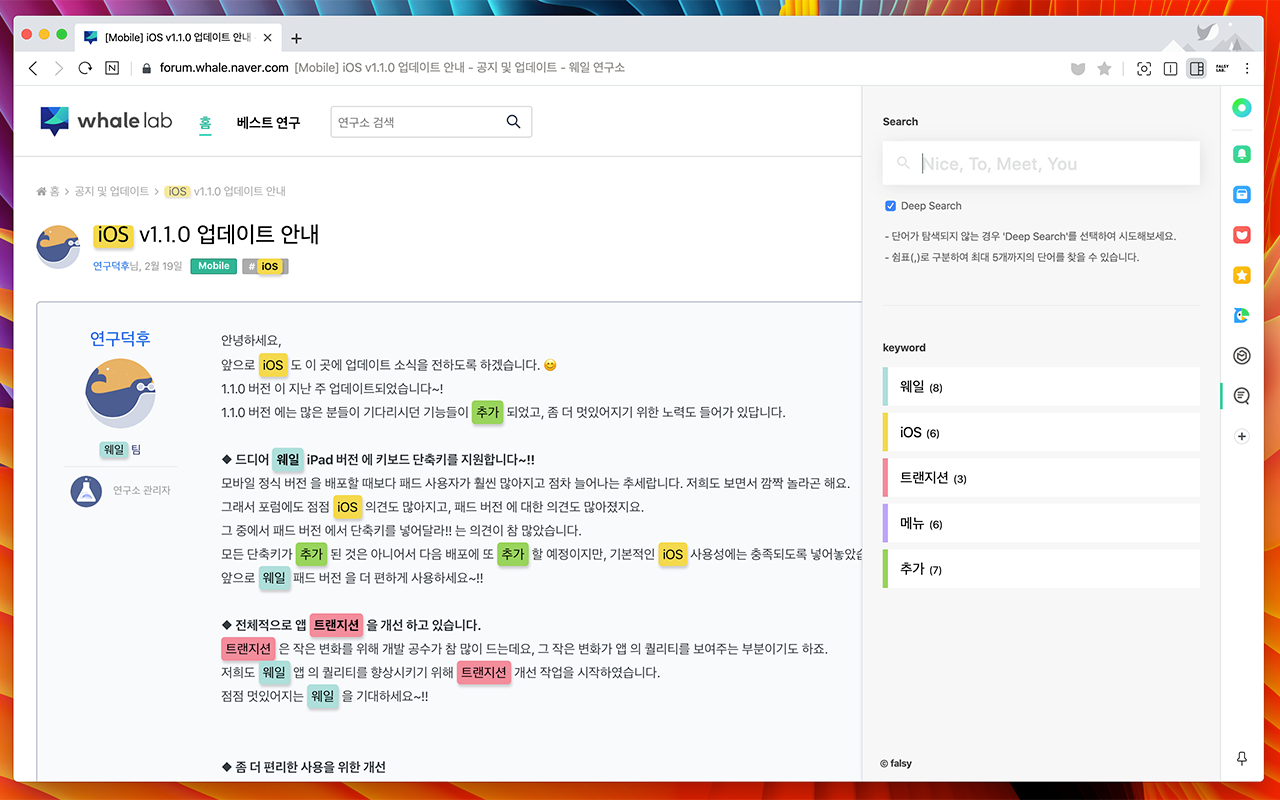 [Mobile] iOS v1.1.0 업데이트 안내
N
forum.whale.naver.com [Mobile] iOS v1.1.0 업데이트 안내 - 공지 및 업데이트 - 웨일 연구소
FALSY LAB.
whale lab
홈
베스트 연구
연구소 검색
홈 > 공지 및 업데이트 > iOS v1.1.0 업데이트 안내
iOS v1.1.0 업데이트 안내
연구덕후님, 2월 19일 Mobile # iOS
연구덕후
웨일 팀
연구소 관리자
안녕하세요,
앞으로 iOS 도 이 곳에 업데이트 소식을 전하도록 하겠습니다. 😊
1.1.0 버전 이 지난 주 업데이트되었습니다~!
1.1.0 버전 에는 많은 분들이 기다리시던 기능들이 추가 되었고, 좀 더 멋있어지기 위한 노력도 들어가 있답니다.
◆ 드디어 웨일 iPad 버전 에 키보드 단축키를 지원합니다~!!
모바일 정식 버전 을 배포할 때보다 패드 사용자가 훨씬 많아지고 점차 늘어나는 추세랍니다. 저희도 보면서 깜짝 놀라곤 해요.
그래서 포럼에도 점점 iOS 의견도 많아지고, 패드 버전 에 대한 의견도 많아졌지요.
그 중에서 패드 버전 에서 단축키를 넣어달라!! 는 의견이 참 많았습니다.
모든 단축키가 추가 된 것은 아니어서 다음 배포에 또 추가 할 예정이지만, 기본적인 iOS 사용성에는 충족되도록 넣어놓았습
앞으로 웨일 패드 버전 을 더 편하게 사용하세요~!!
◆ 전체적으로 앱 트랜지션 을 개선 하고 있습니다.
트랜지션 은 작은 변화를 위해 개발 공수가 참 많이 드는데요, 그 작은 변화가 앱 의 퀄리티를 보여주는 부분이기도 하죠.
저희도 웨일 앱 의 퀄리티를 향상시키기 위해 트랜지션 개선 작업을 시작하였습니다.
점점 멋있어지는 웨일 을 기대하세요~!!
◆ 좀 더 편리한 사용을 위한 개선
Search
Nice, To, Meet, You
Deep Search
- 단어가 탐색되지 않는 경우 'Deep Search'를 선택하여 시도해보세요.
- 쉼표(,)로 구분하여 최대 5개까지의 단어를 찾을 수 있습니다.
keyword
웨일 (8)
iOS (6)
트랜지션 (3)
메뉴 (6)
추가 (7)
© falsy